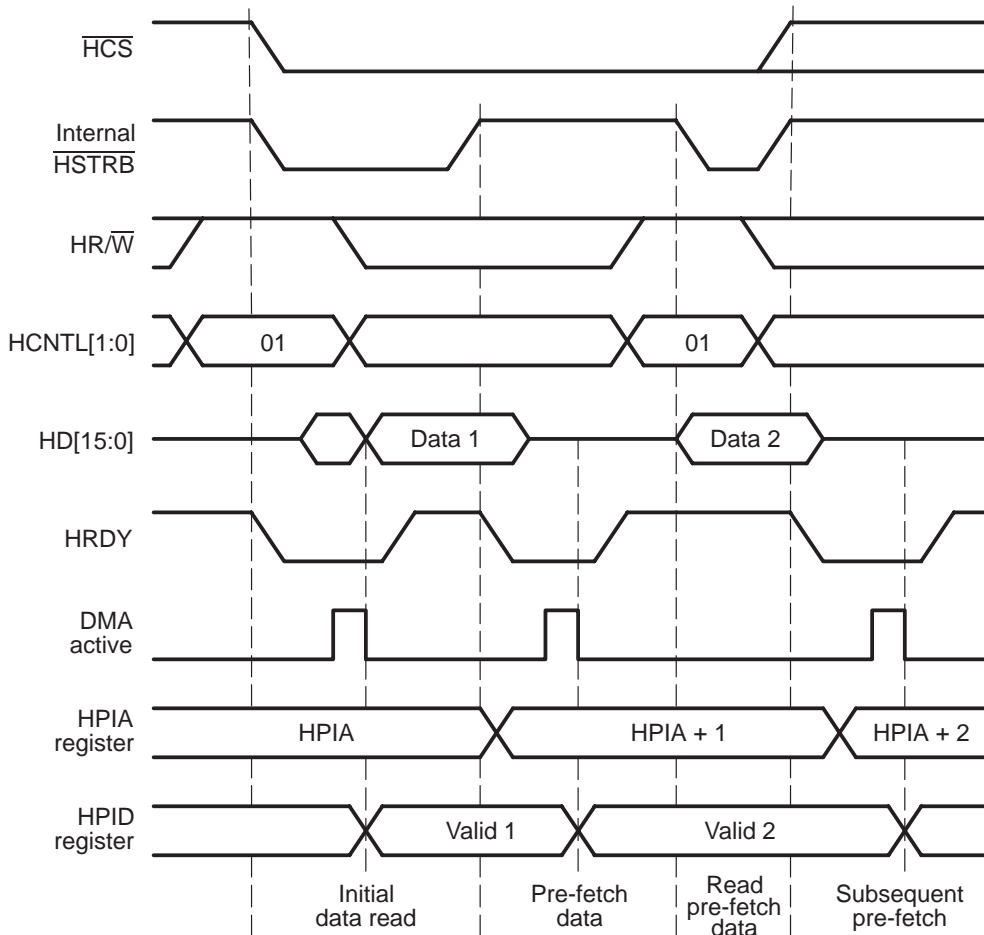 HCS
Internal
HSTRB
HR/W
HCNTL[1:0]
01
01
HD[15:0]
Data 1
Data 2
HRDY
DMA
active
HPIA
register
HPIA
HPIA + 1
HPIA + 2
HPID
register
Valid 1
Valid 2
Initial
data read
Pre-fetch
data
Read
pre-fetch
data
Subsequent
pre-fetch